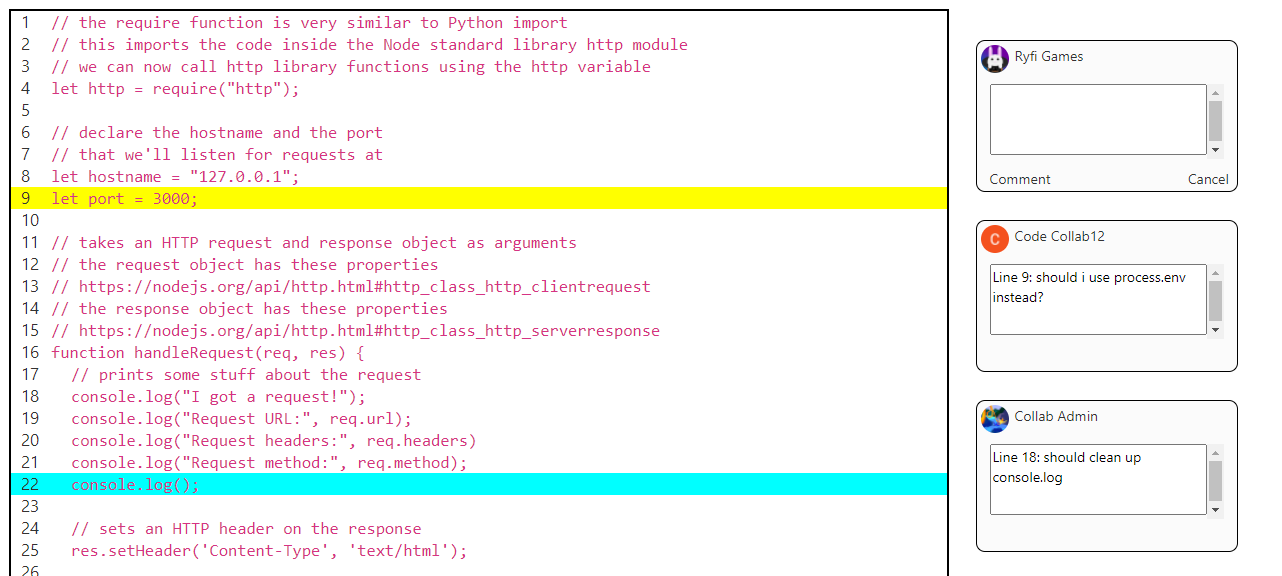 1 // the require function is very similar to Python import
2 // this imports the code inside the Node standard library http module
3 // we can now call http library functions using the http variable
4 let http = require("http");
5
6 // declare the hostname and the port
7 // that we'll listen for requests at
8 let hostname = "127.0.0.1";
9 let port = 3000;
10
11 // takes an HTTP request and response object as arguments
12 // the request object has these properties
13 // https://nodejs.org/api/http.html#http_class_http_clientrequest
14 // the response object has these properties
15 // https://nodejs.org/api/http.html#http_class_http_serverresponse
16 function handleRequest(req, res) {
17 // prints some stuff about the request
18 console.log("I got a request!");
19 console.log("Request URL:", req.url);
20 console.log("Request headers:", req.headers)
21 console.log("Request method:", req.method);
22 console.log();
23
24 // sets an HTTP header on the response
25 res.setHeader('Content-Type', 'text/html');
26
Ryfi Games
Comment Cancel
C
Code Collab12
Line 9: should i use process.env
instead?
Collab Admin
Line 18: should clean up
console.log